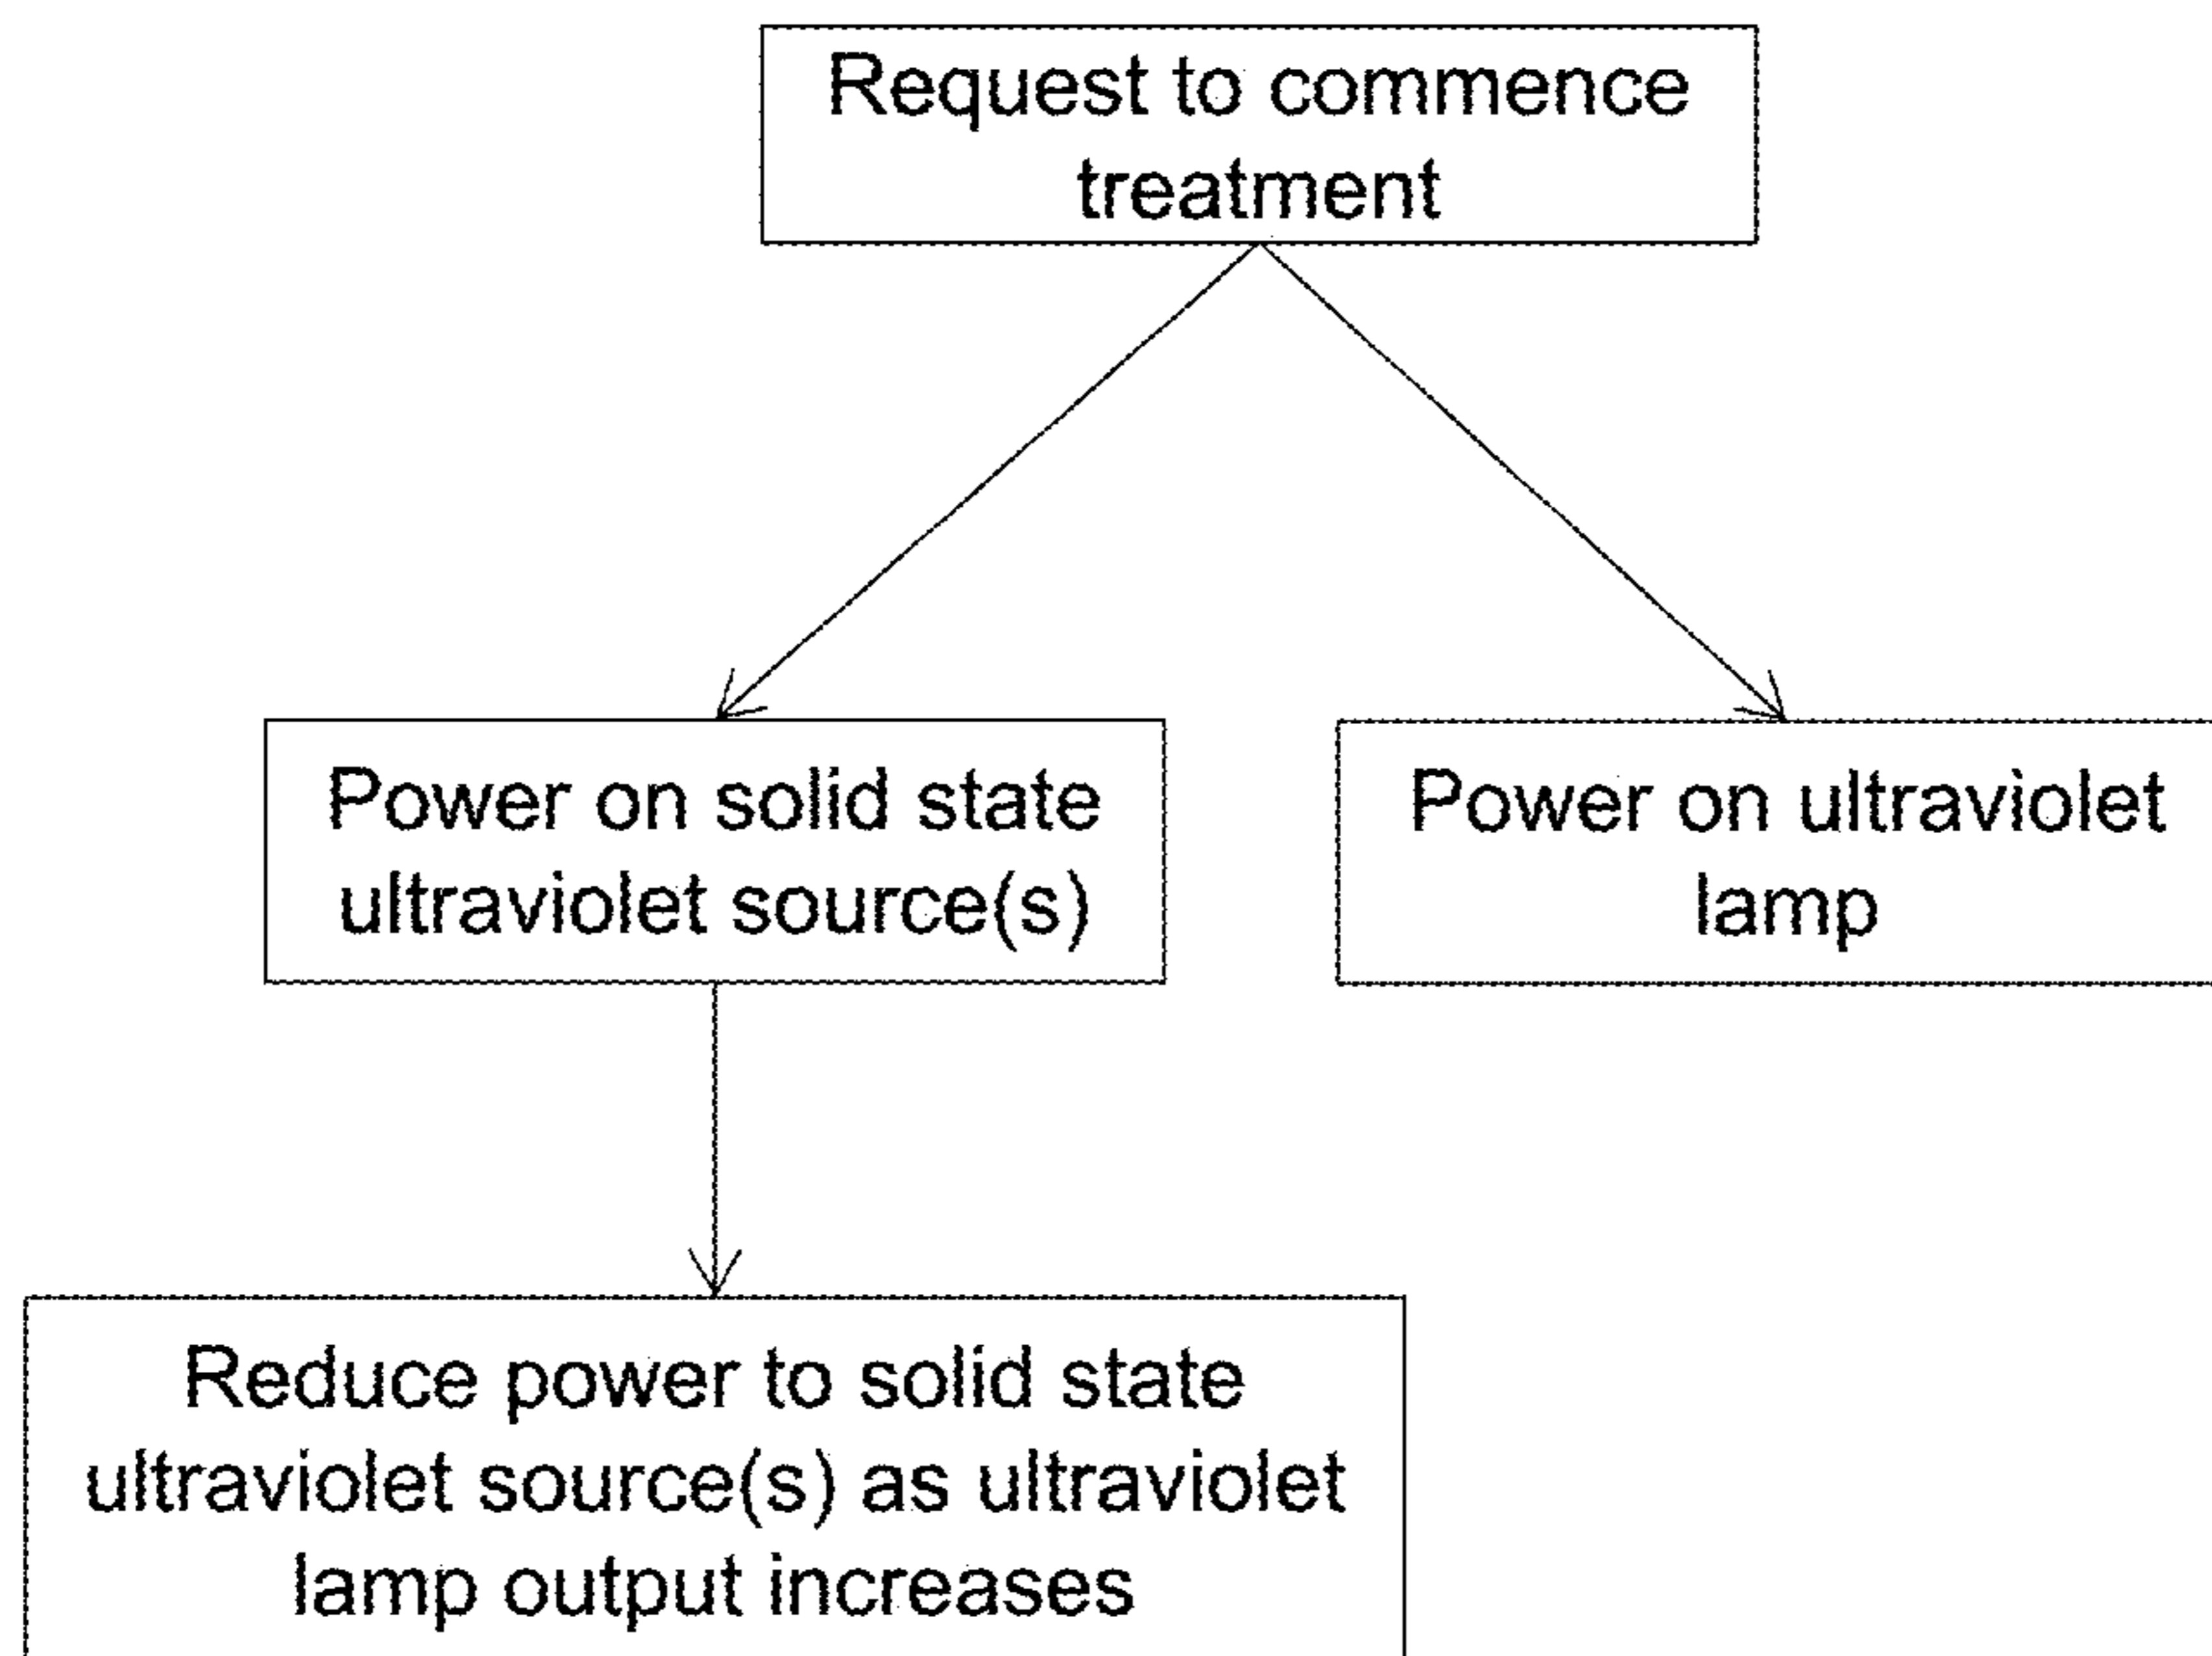 Request to commence
treatment
Power on solid state
ultraviolet source(s)
Power on ultraviolet
lamp
Reduce power to solid state
ultraviolet source(s) as ultraviolet
lamp output increases